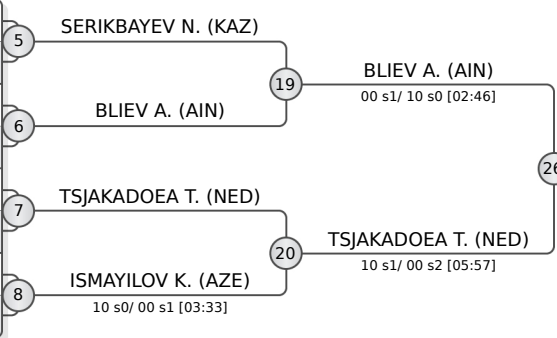 SERIKBAYEV N. (KAZ)
5
19
BLIEV A. (AIN)
00 s1/ 10 s0 [02:46]
BLIEV A. (AIN)
6
26
TSJAKADOEA T. (NED)
7
20
TSJAKADOEA T. (NED)
10 s1/ 00 s2 [05:57]
ISMAYILOV K. (AZE)
8
10 s0/ 00 s1 [03:33]